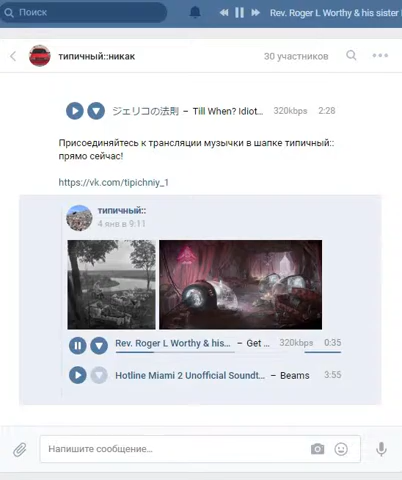 Поиск
Rev. Roger L Worthy & his sister
типичный::никак
30 участников
ジェリコの法則 – Till When? Idiot... 320kbps 2:28
Присоединяйтесь к трансляции музычки в шапке типичный::
прямо сейчас!
https://vk.com/tipichniy_1
типичный::
4 янв в 9:11
Rev. Roger L Worthy & his... – Get ... 320kbps 0:35
Hotline Miami 2 Unofficial Soundt... – Beams 3:55
Напишите сообщение...